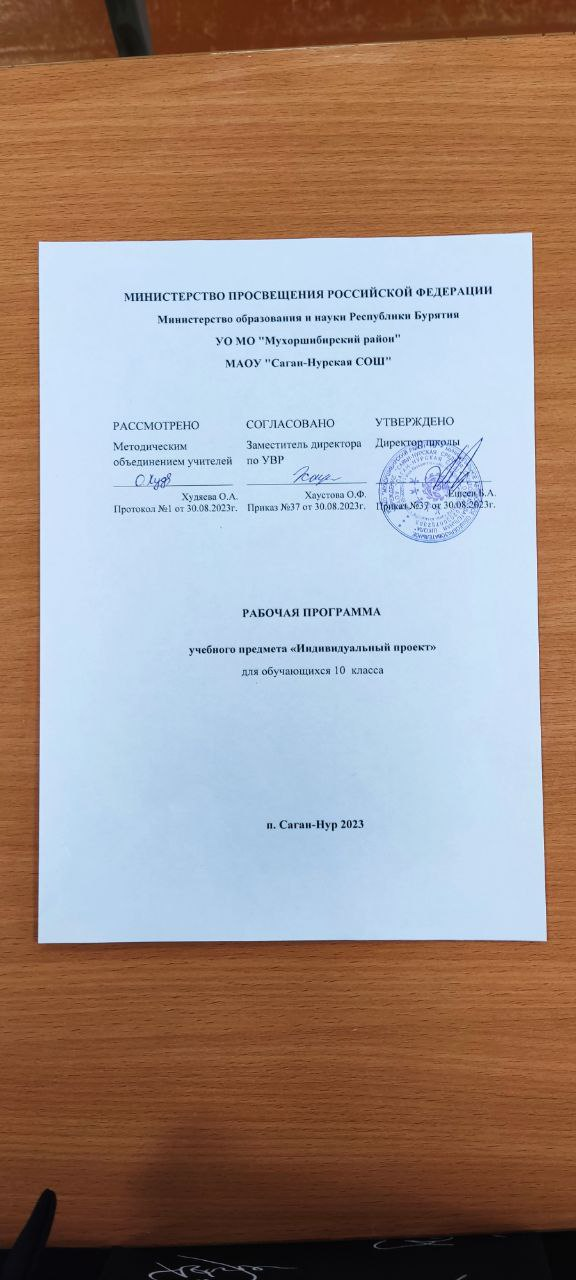 МИНИСТЕРСТВО ПРОСВЕЩЕНИЯ РОССИЙСКОЙ ФЕДЕРАЦИИ
Министерство образования и науки Республики Бурятия
УО МО "Мухоршибирский район"
МАОУ "Саган-Нурская СОШ"
РАССМОТРЕНО
Методическим
объединением учителей
Худяева О.А.
Протокол №1 от 30.08.2023г.
СОГЛАСОВАНО
Заместитель директора
по УВР
Хаустова О.Ф.
Приказ №37 от 30.08.2023г.
УТВЕРЖДЕНО
Директор школы
Ешеев Б.А.
Приказ №37 от 30.08.2023г.
РАБОЧАЯ ПРОГРАММА
учебного предмета «Индивидуальный проект»
для обучающихся 10 класса
п. Саган-Нур 2023